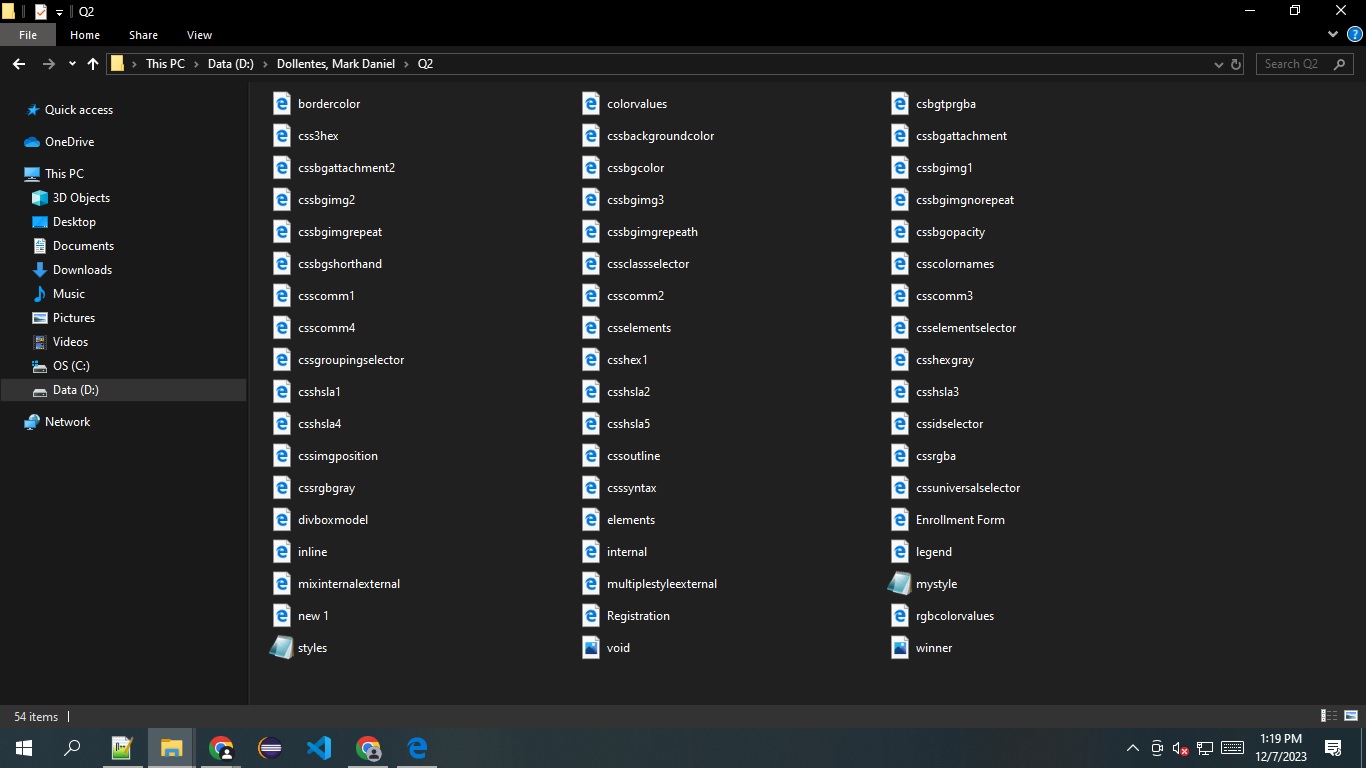 Q2
File Home Share View
This PC Data (D:) Dollentes, Mark Daniel Q2
Search Q2
Quick access
OneDrive
This PC
3D Objects
Desktop
Documents
Downloads
Music
Pictures
Videos
OS (C:)
Data (D:)
Network
bordercolor colorvalues csbgtprgba
css3hex cssbackgroundcolor cssbgattachment
cssbgattachment2 cssbgcolor cssbgimg1
cssbgimg2 cssbgimg3 cssbgimgnorepeat
cssbgimgrepeat cssbgimgrepeath cssbgopacity
cssbgshorthand cssclassselector csscolornames
csscomm1 csscomm2 csscomm3
csscomm4 csselements csselementselector
cssgroupingselector csshex1 csshexgray
csshsla1 csshsla2 csshsla3
csshsla4 csshsla5 cssidselector
cssimgposition cssoutline cssrgba
cssrgbgray csssyntax cssuniversalselector
divboxmodel elements Enrollment Form
inline internal legend
mixinternalexternal multiplestyleexternal mystyle
new 1 Registration rgbcolorvalues
styles void winner
54 items
1:19 PM
12/7/2023